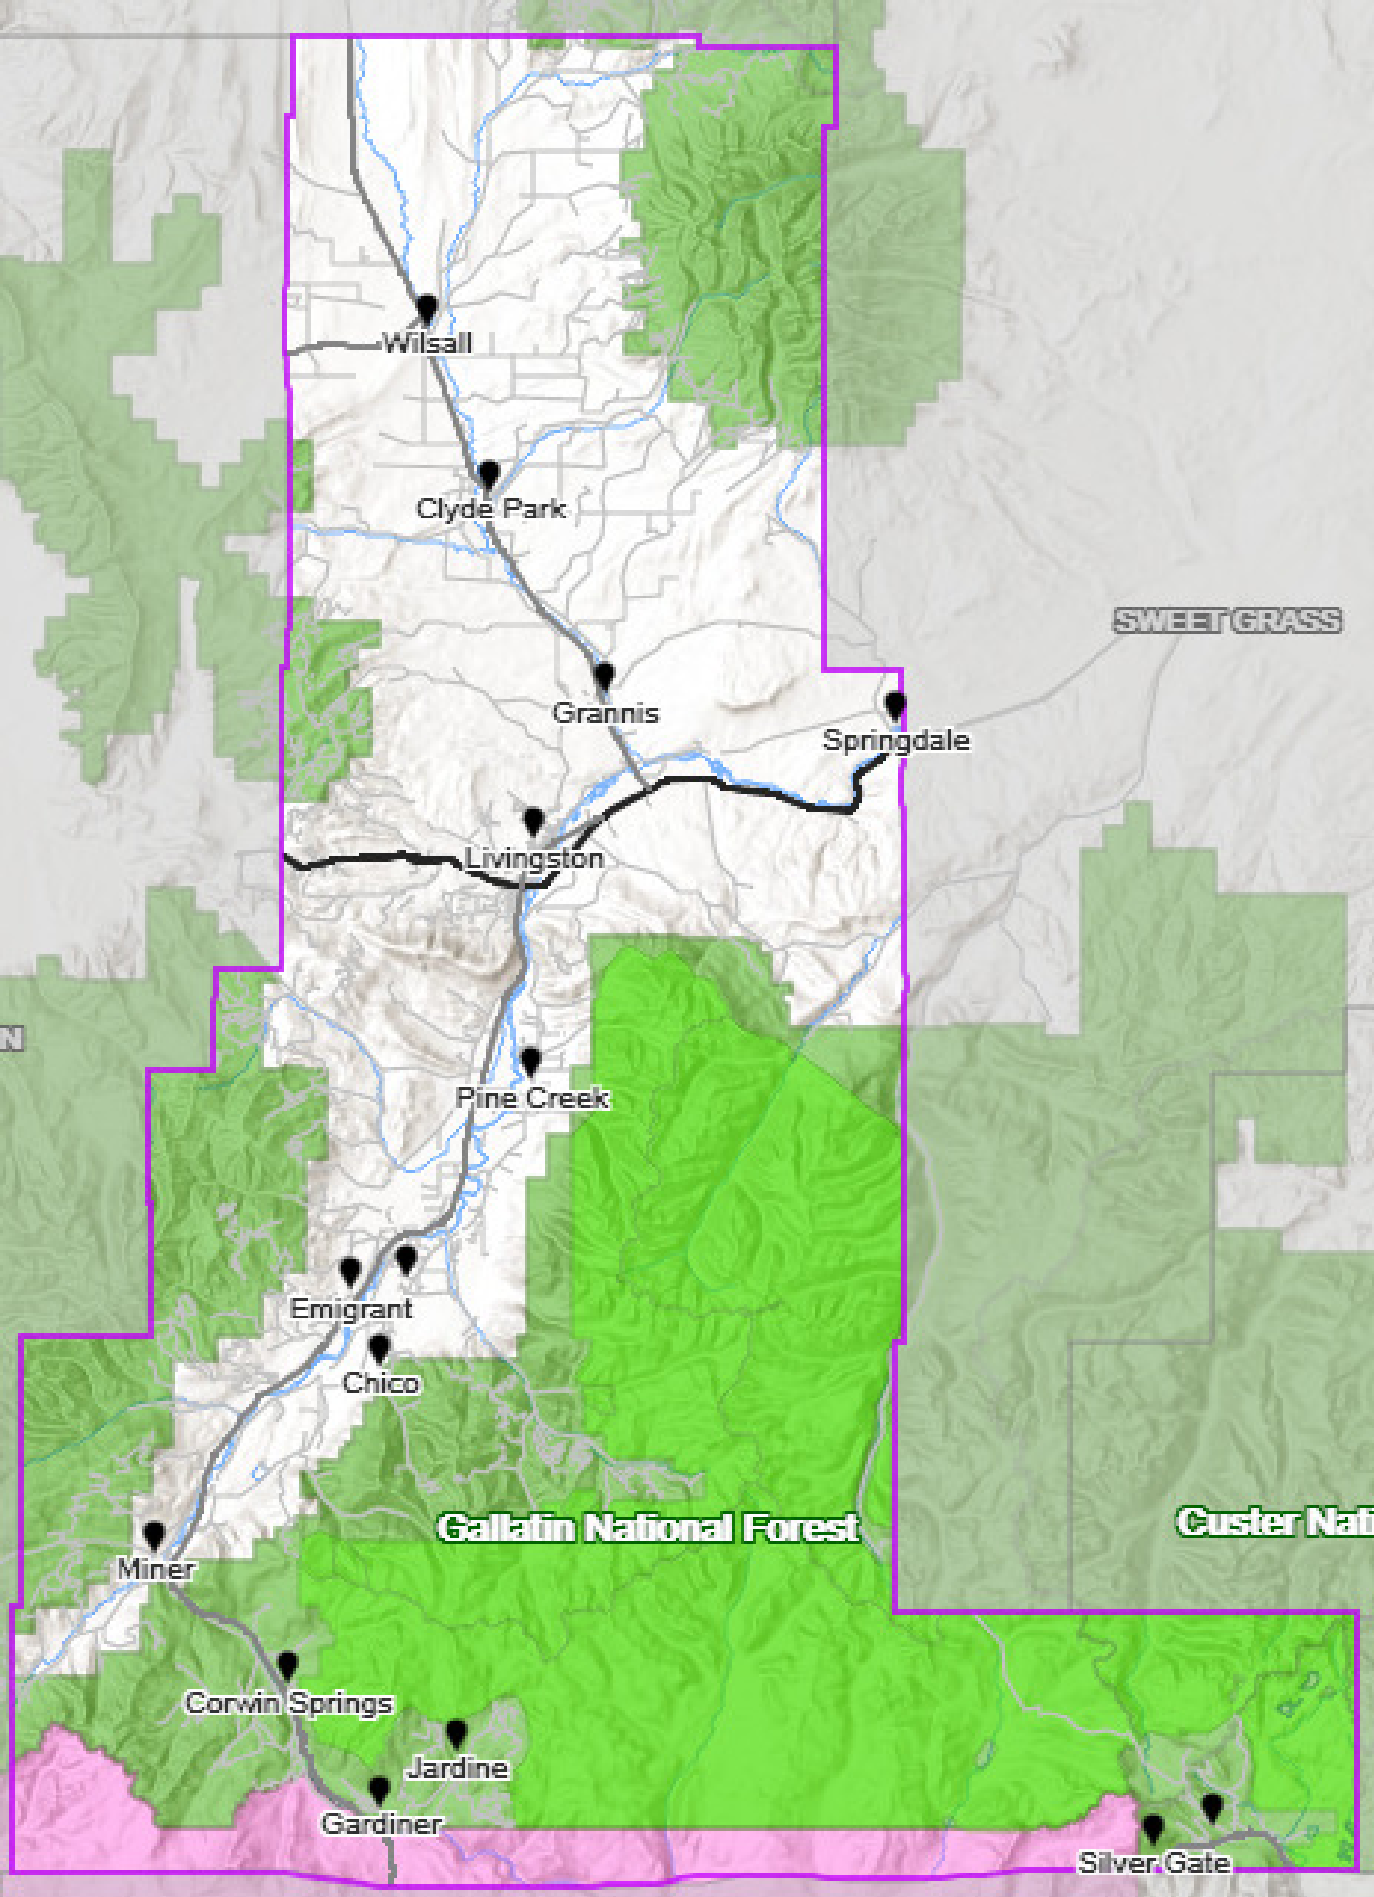 Wilsall
Clyde Park
SWEET GRASS
Grannis
Springdale
Livingston
N
Pine Creek
Emigrant
Chico
Gallatin National Forest
Custer Nati
Miner
Corwin Springs
Jardine
Gardiner
Silver Gate